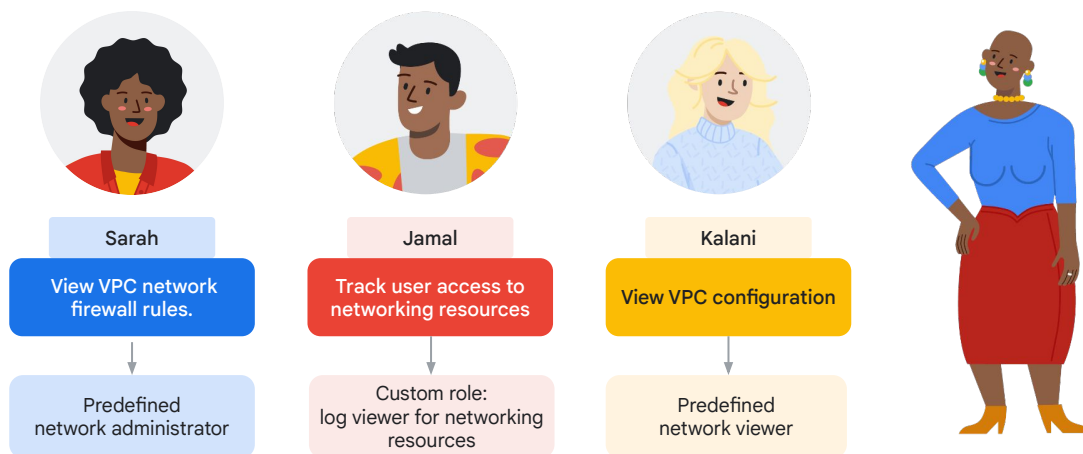 Sarah
View VPC network
firewall rules.
Predefined
network administrator
Jamal
Track user access to
networking resources
Custom role:
log viewer for networking
resources
Kalani
View VPC configuration
Predefined
network viewer